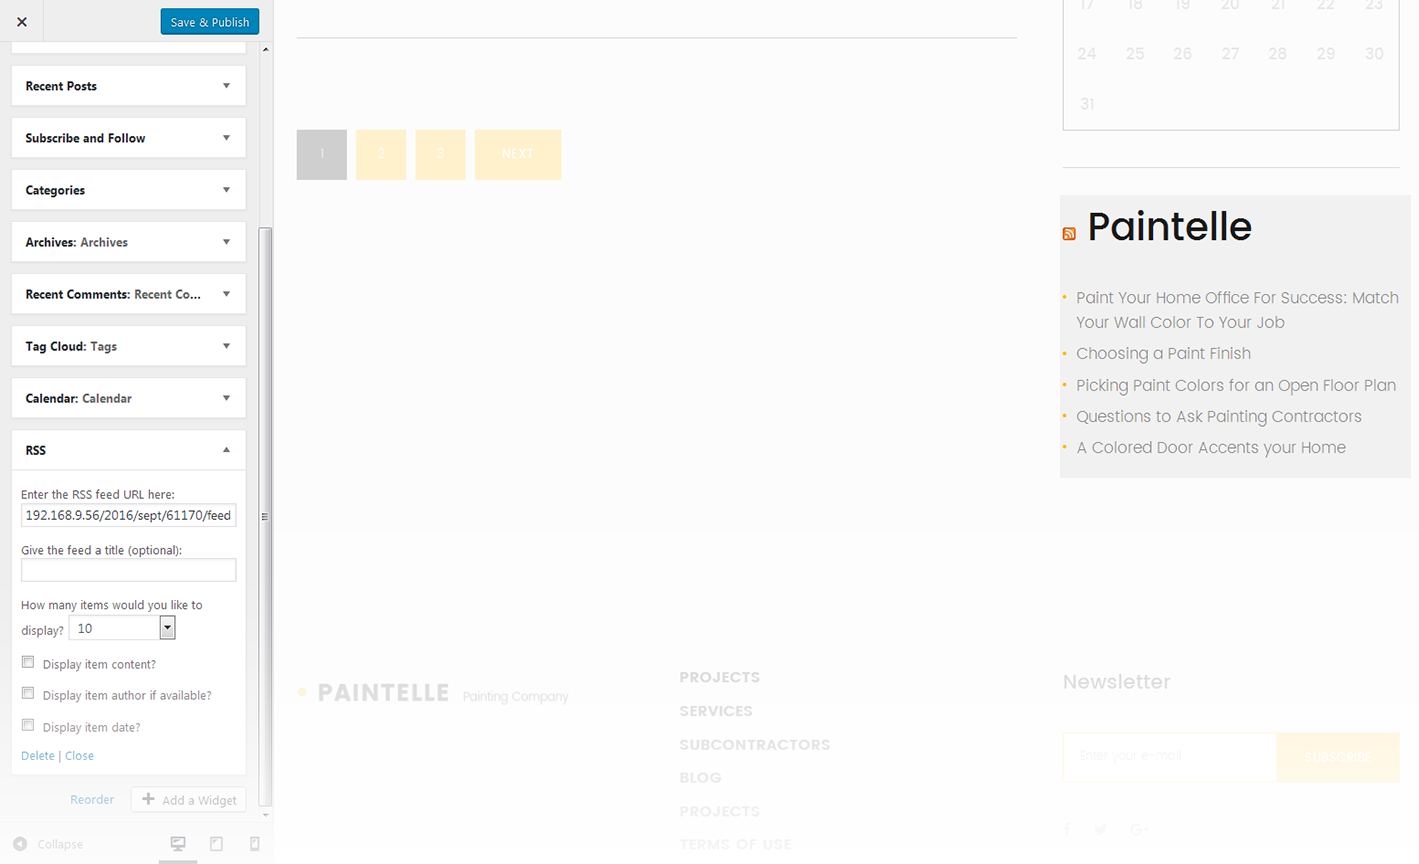 Save & Publish
Recent Posts
Subscribe and Follow
Categories
Archives: Archives
Recent Comments: Recent Co...
Tag Cloud: Tags
Calendar: Calendar
RSS
Enter the RSS feed URL here:
192.168.9.56/2016/sept/61170/feed
Give the feed a title (optional):
How many items would you like to
display? 10
Display item content?
Display item author if available?
Display item date?
Delete | Close
Reorder
Add a Widget
Collapse
1 2 3 NEXT
PAINTELLE Painting Company
PROJECTS
SERVICES
SUBCONTRACTORS
BLOG
PROJECTS
TERMS OF USE
17 18 19 20 21 22 23
24 25 26 27 28 29 30
31
Paintelle
Paint Your Home Office For Success: Match
Your Wall Color To Your Job
Choosing a Paint Finish
Picking Paint Colors for an Open Floor Plan
Questions to Ask Painting Contractors
A Colored Door Accents your Home
Newsletter
Enter your e-mail
SUBSCRIBE